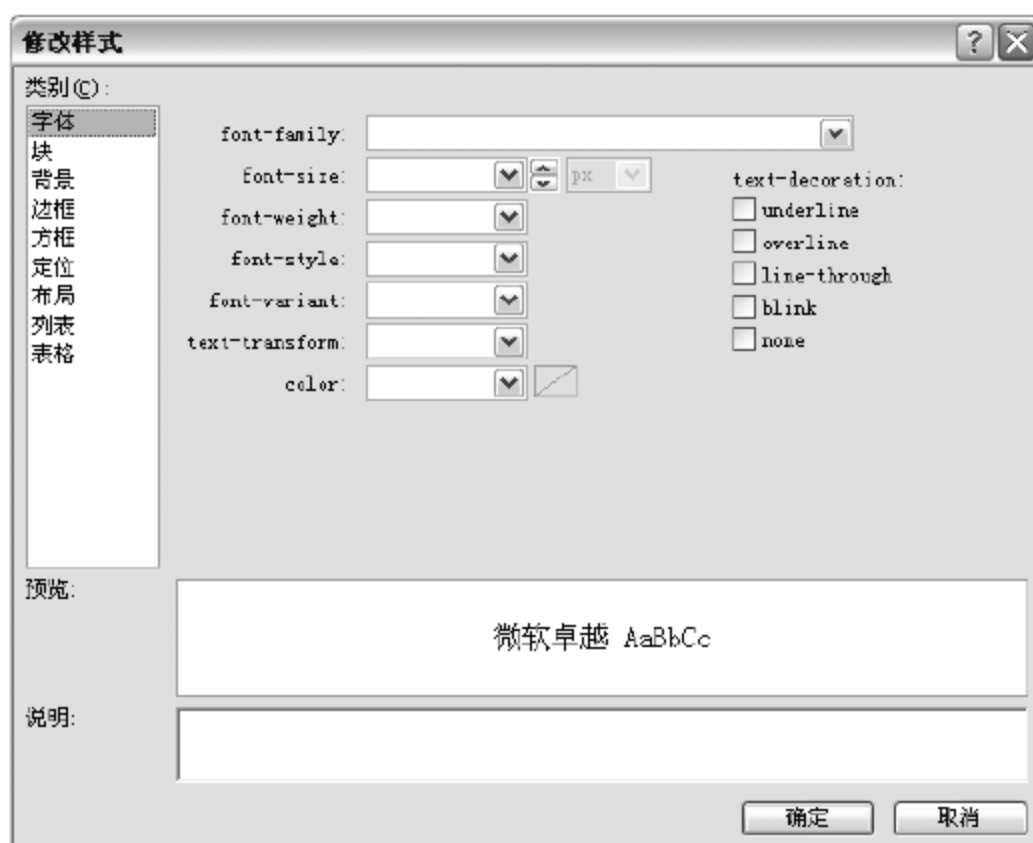 修改样式
类别(C):
字体
块
背景
边框
方框
定位
布局
列表
表格
font-family:
font-size:
px
font-weight:
font-style:
font-variant:
text-transform:
color:
text-decoration:
underline
overline
line-through
blink
none
预览:
微软卓越 AaBbCc
说明:
确定
取消